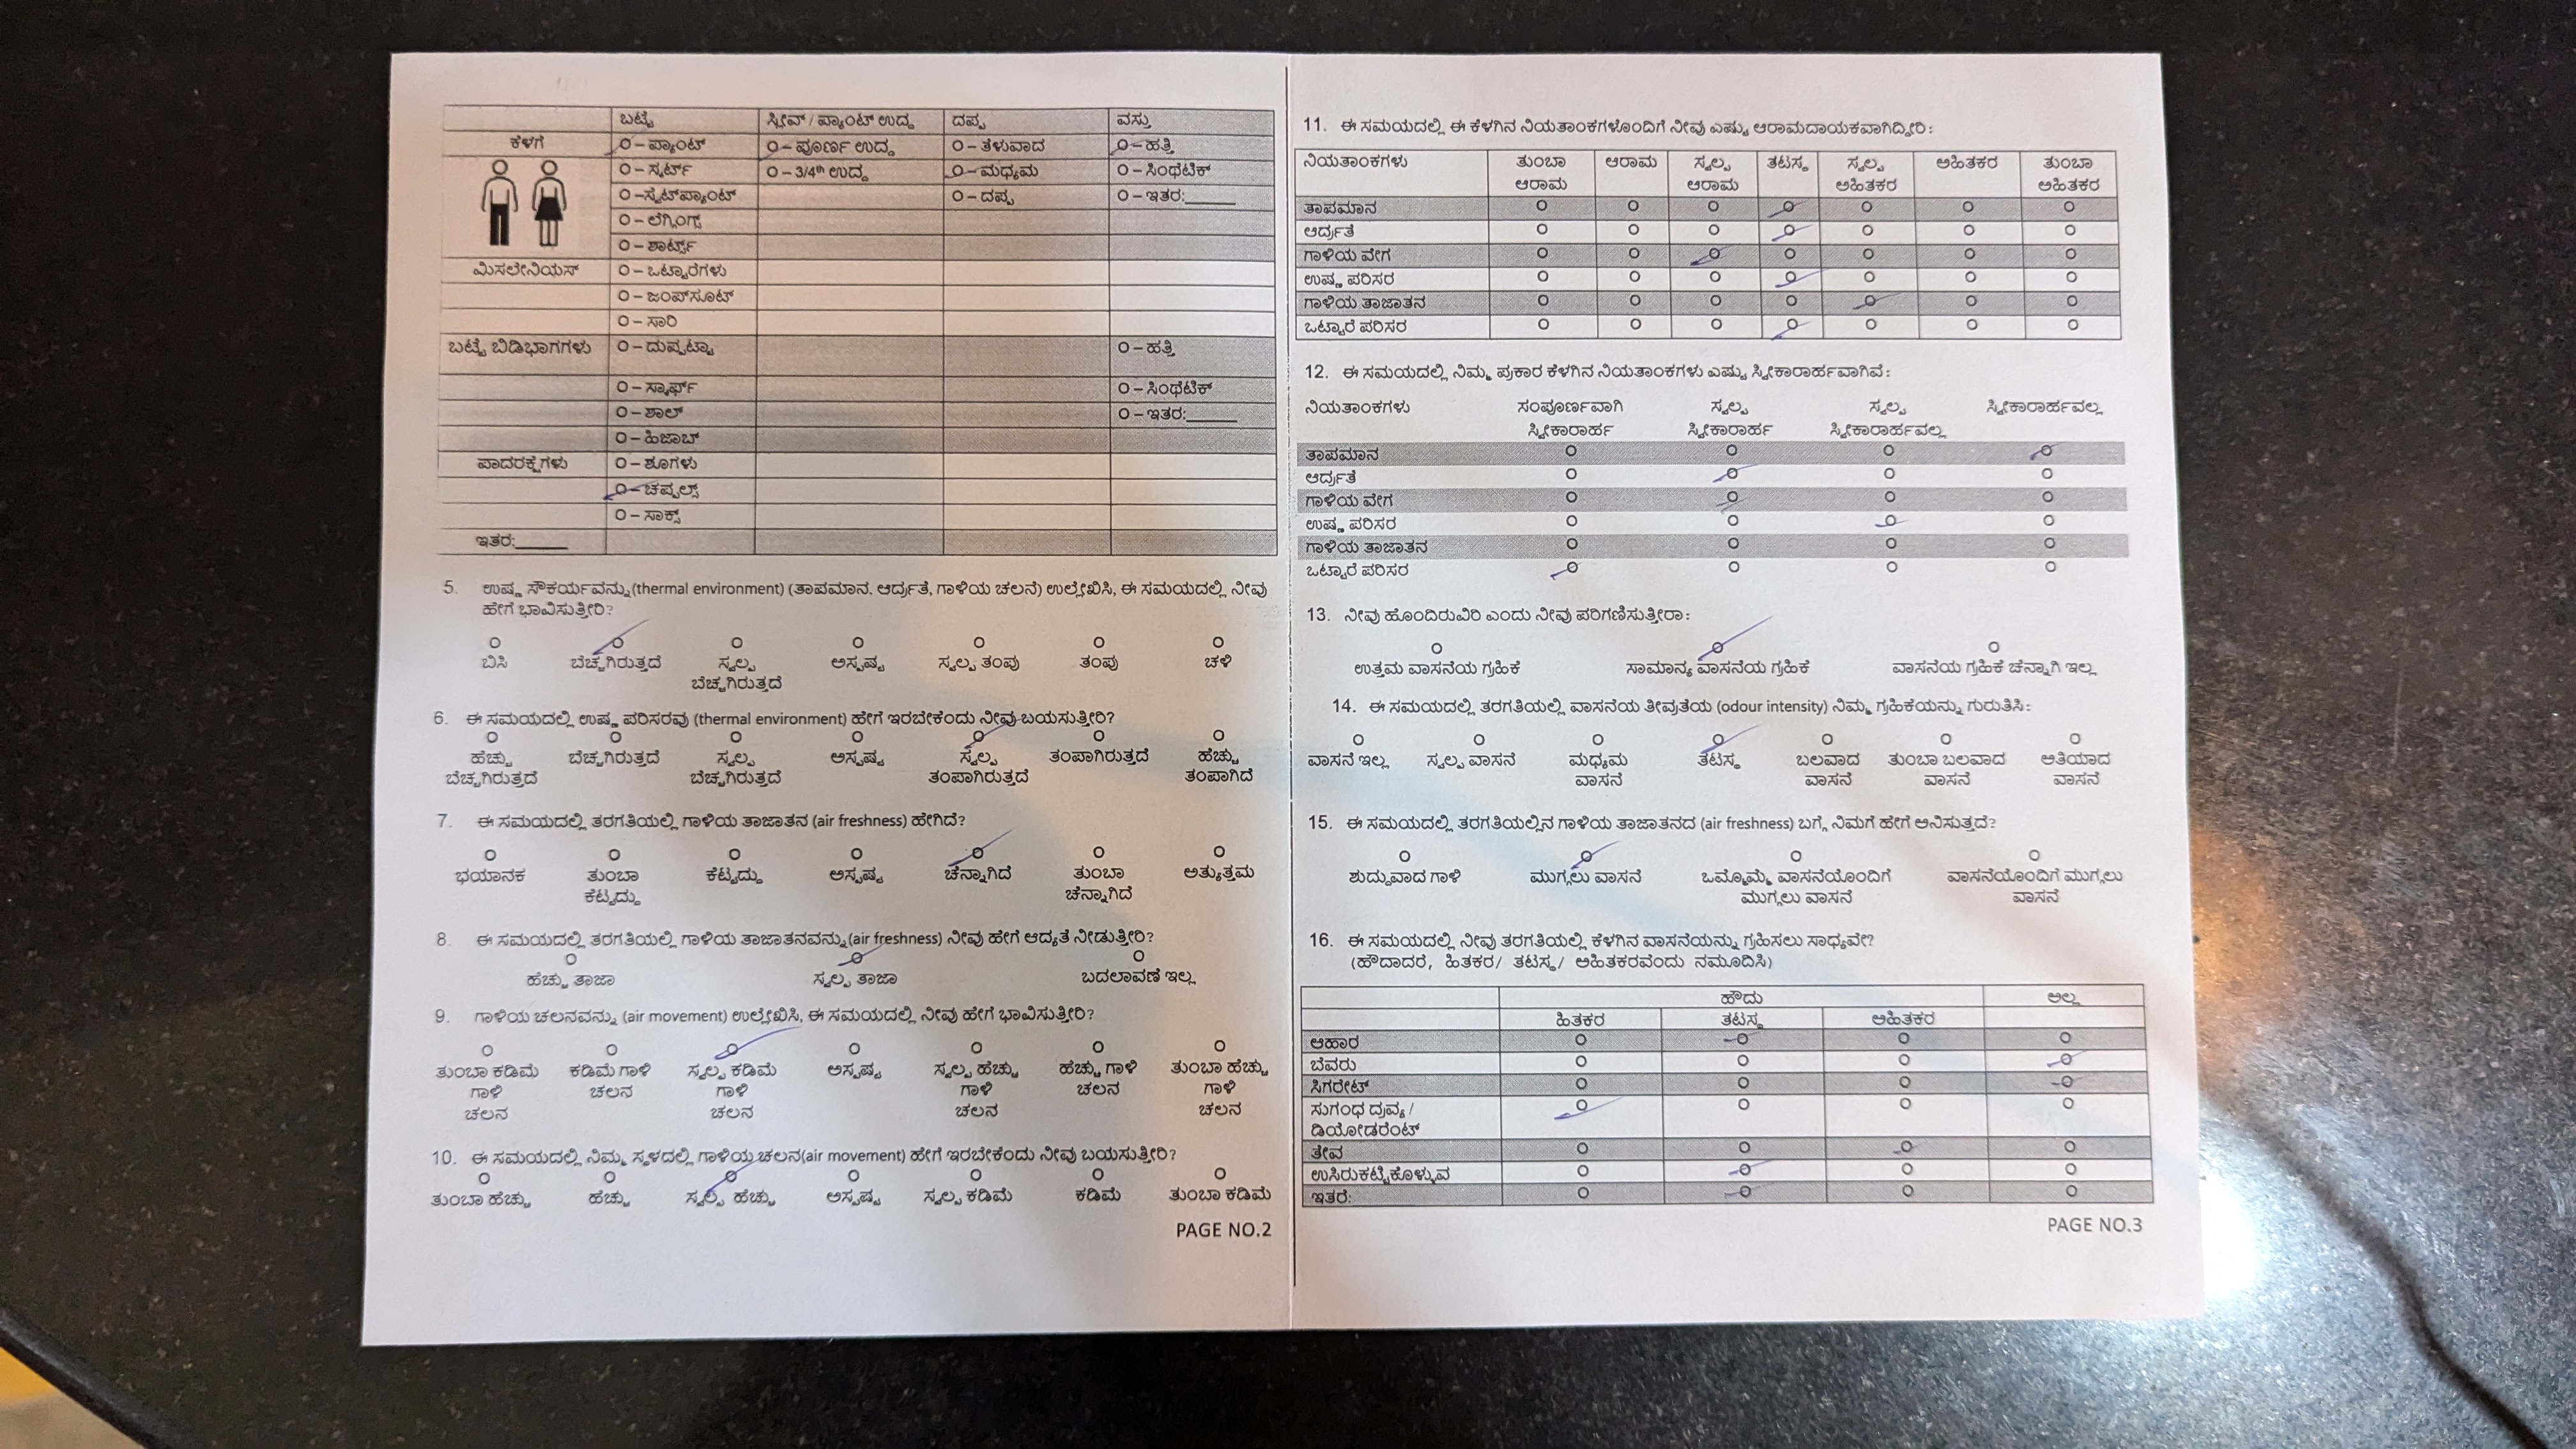 ಬಟ್ಟೆ ಸ್ಲೀವ್ / ಪ್ಯಾಂಟ್ ಉದ್ದ ದಪ್ಪ ವಸ್ತು
ಕೆಳಗೆ O – ಪ್ಯಾಂಟ್ O – ಪೂರ್ಣ ಉದ್ದ O – ತೆಳುವಾದ O – ಹತ್ತಿ
O – ಸ್ಕರ್ಟ್ O – 3/4th ಉದ್ದ O – ಮಧ್ಯಮ O – ಸಿಂಥೆಟಿಕ್
O –ಸ್ವೆಟ್‌ಪ್ಯಾಂಟ್ O – ದಪ್ಪ O – ಇತರ:______
O – ಲೆಗ್ಗಿಂಗ್ಸ್
O – ಶಾರ್ಟ್ಸ್
ಮಿಸಲೇನಿಯಸ್ O – ಒಟ್ಟಾರೆಗಳು
O – ಜಂಪ್‌ಸೂಟ್
O – ಸಾರಿ
ಬಟ್ಟೆ ಬಿಡಿಭಾಗಗಳು O – ದುಪ್ಪಟ್ಟಾ O – ಹತ್ತಿ
O – ಸ್ಕಾರ್ಫ್ O – ಸಿಂಥೆಟಿಕ್
O – ಶಾಲ್ O – ಇತರ:______
O – ಹಿಜಾಬ್
ಪಾದರಕ್ಷೆಗಳು O – ಶೂಗಳು
O – ಚಪ್ಪಲ್ಸ್
O – ಸಾಕ್ಸ್
ಇತರ:______
5. ಉಷ್ಣ ಸೌಕರ್ಯವನ್ನು (thermal environment) (ತಾಪಮಾನ, ಆರ್ದ್ರತೆ, ಗಾಳಿಯ ಚಲನೆ) ಉಲ್ಲೇಖಿಸಿ, ಈ ಸಮಯದಲ್ಲಿ ನೀವು
ಹೇಗೆ ಭಾವಿಸುತ್ತೀರಿ?
O O O O O O O
ಬಿಸಿ ಬೆಚ್ಚಗಿರುತ್ತದೆ ಸ್ವಲ್ಪ ಅಸ್ಪಷ್ಟ ಸ್ವಲ್ಪ ತಂಪು ತಂಪು ಚಳಿ
ಬೆಚ್ಚಗಿರುತ್ತದೆ
6. ಈ ಸಮಯದಲ್ಲಿ ಉಷ್ಣ ಪರಿಸರವು (thermal environment) ಹೇಗೆ ಇರಬೇಕೆಂದು ನೀವು ಬಯಸುತ್ತೀರಿ?
O O O O O O O
ಹೆಚ್ಚು ಬೆಚ್ಚಗಿರುತ್ತದೆ ಸ್ವಲ್ಪ ಅಸ್ಪಷ್ಟ ಸ್ವಲ್ಪ ತಂಪಾಗಿರುತ್ತದೆ ಹೆಚ್ಚು
ಬೆಚ್ಚಗಿರುತ್ತದೆ ಬೆಚ್ಚಗಿರುತ್ತದೆ ತಂಪಾಗಿರುತ್ತದೆ ತಂಪಾಗಿದೆ
7. ಈ ಸಮಯದಲ್ಲಿ ತರಗತಿಯಲ್ಲಿ ಗಾಳಿಯ ತಾಜಾತನ (air freshness) ಹೇಗಿದೆ?
O O O O O O O
ಭಯಾನಕ ತುಂಬಾ ಕೆಟ್ಟದ್ದು ಅಸ್ಪಷ್ಟ ಚೆನ್ನಾಗಿದೆ ತುಂಬಾ ಅತ್ಯುತ್ತಮ
ಕೆಟ್ಟದ್ದು ಚೆನ್ನಾಗಿದೆ
8. ಈ ಸಮಯದಲ್ಲಿ ತರಗತಿಯಲ್ಲಿ ಗಾಳಿಯ ತಾಜಾತನವನ್ನು (air freshness) ನೀವು ಹೇಗೆ ಆದ್ಯತೆ ನೀಡುತ್ತೀರಿ?
O O O
ಹೆಚ್ಚು ತಾಜಾ ಸ್ವಲ್ಪ ತಾಜಾ ಬದಲಾವಣೆ ಇಲ್ಲ
9. ಗಾಳಿಯ ಚಲನವನ್ನು (air movement) ಉಲ್ಲೇಖಿಸಿ, ಈ ಸಮಯದಲ್ಲಿ ನೀವು ಹೇಗೆ ಭಾವಿಸುತ್ತೀರಿ?
O O O O O O O
ತುಂಬಾ ಕಡಿಮೆ ಕಡಿಮೆ ಗಾಳಿ ಸ್ವಲ್ಪ ಕಡಿಮೆ ಅಸ್ಪಷ್ಟ ಸ್ವಲ್ಪ ಹೆಚ್ಚು ಹೆಚ್ಚು ಗಾಳಿ ತುಂಬಾ ಹೆಚ್ಚು
ಗಾಳಿ ಚಲನ ಗಾಳಿ ಗಾಳಿ ಚಲನ ಗಾಳಿ
ಚಲನ ಚಲನ ಚಲನ ಚಲನ
10. ಈ ಸಮಯದಲ್ಲಿ ನಿಮ್ಮ ಸ್ಥಳದಲ್ಲಿ ಗಾಳಿಯ ಚಲನ(air movement) ಹೇಗೆ ಇರಬೇಕೆಂದು ನೀವು ಬಯಸುತ್ತೀರಿ?
O O O O O O O
ತುಂಬಾ ಹೆಚ್ಚು ಹೆಚ್ಚು ಸ್ವಲ್ಪ ಹೆಚ್ಚು ಅಸ್ಪಷ್ಟ ಸ್ವಲ್ಪ ಕಡಿಮೆ ಕಡಿಮೆ ತುಂಬಾ ಕಡಿಮೆ
PAGE NO.2
11. ಈ ಸಮಯದಲ್ಲಿ ಈ ಕೆಳಗಿನ ನಿಯತಾಂಕಗಳೊಂದಿಗೆ ನೀವು ಎಷ್ಟು ಆರಾಮದಾಯಕವಾಗಿದ್ದೀರಿ:
ನಿಯತಾಂಕಗಳು ತುಂಬಾ ಆರಾಮ ಸ್ವಲ್ಪ ತಟಸ್ಥ ಸ್ವಲ್ಪ ಅಹಿತಕರ ತುಂಬಾ
ಆರಾಮ ಆರಾಮ ಅಹಿತಕರ ಅಹಿತಕರ
ತಾಪಮಾನ O O O O O O O
ಆರ್ದ್ರತೆ O O O O O O O
ಗಾಳಿಯ ವೇಗ O O O O O O O
ಉಷ್ಣ ಪರಿಸರ O O O O O O O
ಗಾಳಿಯ ತಾಜಾತನ O O O O O O O
ಒಟ್ಟಾರೆ ಪರಿಸರ O O O O O O O
12. ಈ ಸಮಯದಲ್ಲಿ ನಿಮ್ಮ ಪ್ರಕಾರ ಕೆಳಗಿನ ನಿಯತಾಂಕಗಳು ಎಷ್ಟು ಸ್ವೀಕಾರಾರ್ಹವಾಗಿವೆ:
ನಿಯತಾಂಕಗಳು ಸಂಪೂರ್ಣವಾಗಿ ಸ್ವಲ್ಪ ಸ್ವಲ್ಪ ಸ್ವೀಕಾರಾರ್ಹವಲ್ಲ
ಸ್ವೀಕಾರಾರ್ಹ ಸ್ವೀಕಾರಾರ್ಹ ಸ್ವೀಕಾರಾರ್ಹವಲ್ಲ
ತಾಪಮಾನ O O O O
ಆರ್ದ್ರತೆ O O O O
ಗಾಳಿಯ ವೇಗ O O O O
ಉಷ್ಣ ಪರಿಸರ O O O O
ಗಾಳಿಯ ತಾಜಾತನ O O O O
ಒಟ್ಟಾರೆ ಪರಿಸರ O O O O
13. ನೀವು ಹೊಂದಿರುವಿರಿ ಎಂದು ನೀವು ಪರಿಗಣಿಸುತ್ತೀರಾ:
O O O
ಉತ್ತಮ ವಾಸನೆಯ ಗ್ರಹಿಕೆ ಸಾಮಾನ್ಯ ವಾಸನೆಯ ಗ್ರಹಿಕೆ ವಾಸನೆಯ ಗ್ರಹಿಕೆ ಚೆನ್ನಾಗಿ ಇಲ್ಲ
14. ಈ ಸಮಯದಲ್ಲಿ ತರಗತಿಯಲ್ಲಿ ವಾಸನೆಯ ತೀವ್ರತೆಯ (odour intensity) ನಿಮ್ಮ ಗ್ರಹಿಕೆಯನ್ನು ಗುರುತಿಸಿ:
O O O O O O O
ವಾಸನೆ ಇಲ್ಲ ಸ್ವಲ್ಪ ವಾಸನೆ ಮಧ್ಯಮ ತಟಸ್ಥ ಬಲವಾದ ತುಂಬಾ ಬಲವಾದ ಅತಿಯಾದ
ವಾಸನೆ ವಾಸನೆ ವಾಸನೆ ವಾಸನೆ
15. ಈ ಸಮಯದಲ್ಲಿ ತರಗತಿಯಲ್ಲಿನ ಗಾಳಿಯ ತಾಜಾತನದ (air freshness) ಬಗ್ಗೆ ನಿಮಗೆ ಹೇಗೆ ಅನಿಸುತ್ತದೆ?
O O O O
ಶುದ್ಧವಾದ ಗಾಳಿ ಮುಗ್ಗಲು ವಾಸನೆ ಒಮ್ಮೊಮ್ಮೆ ವಾಸನೆಯೊಂದಿಗೆ ವಾಸನೆಯೊಂದಿಗೆ ಮುಗ್ಗಲು
ಮುಗ್ಗಲು ವಾಸನೆ ವಾಸನೆ
16. ಈ ಸಮಯದಲ್ಲಿ ನೀವು ತರಗತಿಯಲ್ಲಿ ಕೆಳಗಿನ ವಾಸನೆಯನ್ನು ಗ್ರಹಿಸಲು ಸಾಧ್ಯವೇ?
(ಹೌದಾದರೆ, ಹಿತಕರ/ ತಟಸ್ಥ/ ಅಹಿತಕರವೆಂದು ನಮೂದಿಸಿ)
ಹೌದು ಅಲ್ಲ
ಹಿತಕರ ತಟಸ್ಥ ಅಹಿತಕರ
ಆಹಾರ O O O O
ಬೆವರು O O O O
ಸಿಗರೇಟ್ O O O O
ಸುಗಂಧ ದ್ರವ್ಯ / O O O O
ಡಿಯೋಡರೆಂಟ್
ತೇವ O O O O
ಉಸಿರುಕಟ್ಟಿಕೊಳ್ಳುವ O O O O
ಇತರೆ: O O O O
PAGE NO.3